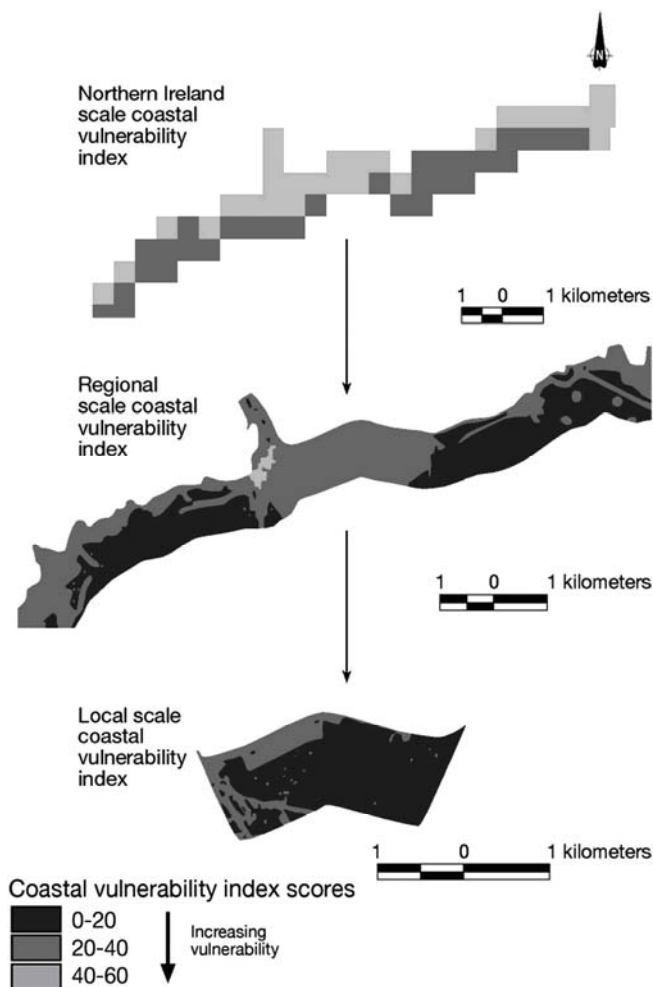 N
Northern Ireland
scale coastal
vulnerability
index
1 0 1 kilometers
Regional
scale coastal
vulnerability
index
1 0 1 kilometers
Local scale
coastal
vulnerability
index
1 0 1 kilometers
Coastal vulnerability index scores
0-20
20-40
40-60
Increasing
vulnerability